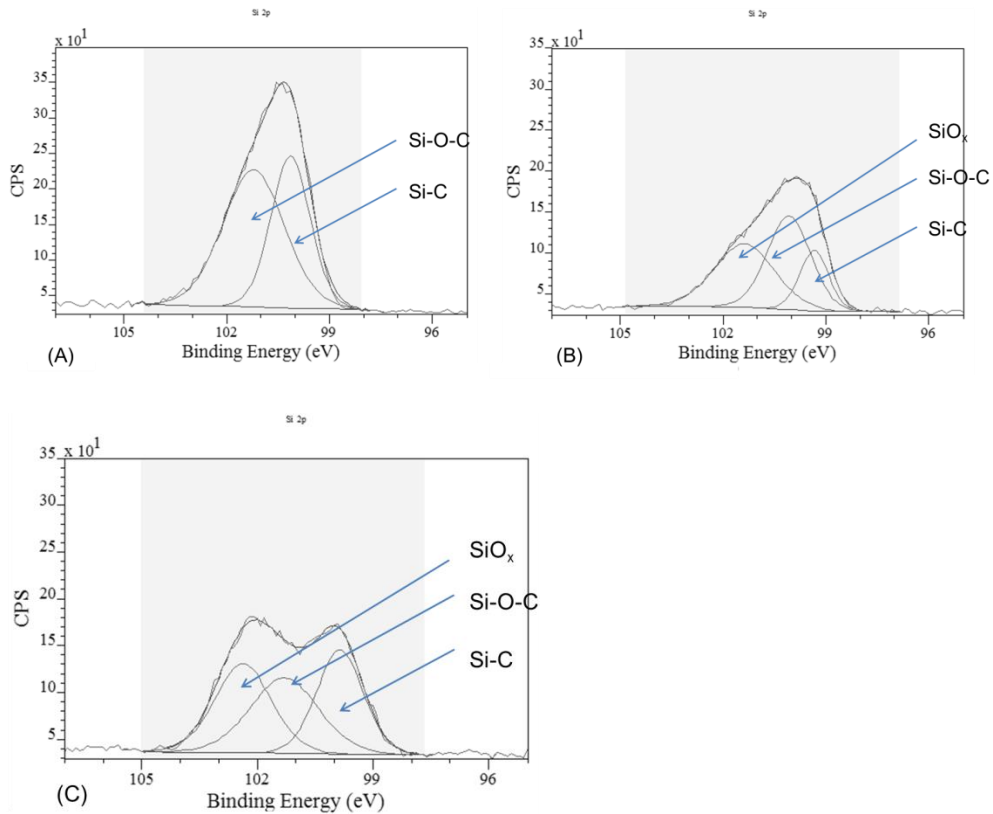 Si 2p
x 10¹
35
30
25
20
15
10
5
CPS
Si-O-C
Si-C
105 102 99 96
Binding Energy (eV)
(A)
Si 2p
x 10¹
35
30
25
20
15
10
5
CPS
SiOₓ
Si-O-C
Si-C
105 102 99 96
Binding Energy (eV)
(B)
Si 2p
x 10¹
35
30
25
20
15
10
5
CPS
SiOₓ
Si-O-C
Si-C
105 102 99 96
Binding Energy (eV)
(C)